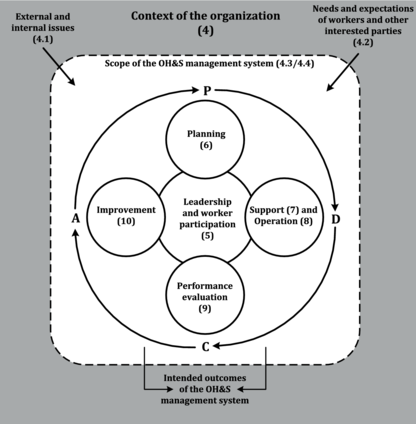 External and
internal issues
(4.1)
Context of the organization
(4)
Needs and expectations
of workers and other
interested parties
(4.2)
Scope of the OH&S management system (4.3/4.4)
P
Planning
(6)
A
Improvement
(10)
Leadership
and worker
participation
(5)
Support (7) and
Operation (8)
D
Performance
evaluation
(9)
C
Intended outcomes
of the OH&S
management system